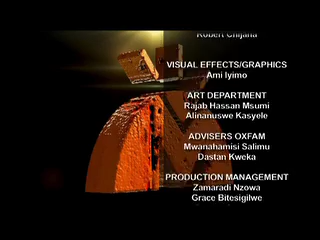 Robert Chijana
VISUAL EFFECTS/GRAPHICS
Ami Iyimo
ART DEPARTMENT
Rajab Hassan Msumi
Alinanuswe Kasyele
ADVISERS OXFAM
Mwanahamisi Salimu
Dastan Kweka
PRODUCTION MANAGEMENT
Zamaradi Nzowa
Grace Bitesigilwe